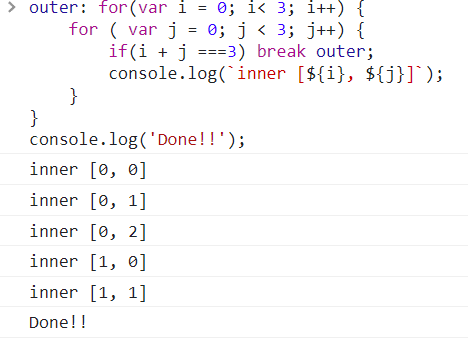 > outer: for(var i = 0; i< 3; i++) {
    for ( var j = 0; j < 3; j++) {
        if(i + j ===3) break outer;
        console.log(`inner [${i}, ${j}]`);
    }
}
console.log('Done!!');
inner [0, 0]
inner [0, 1]
inner [0, 2]
inner [1, 0]
inner [1, 1]
Done!!